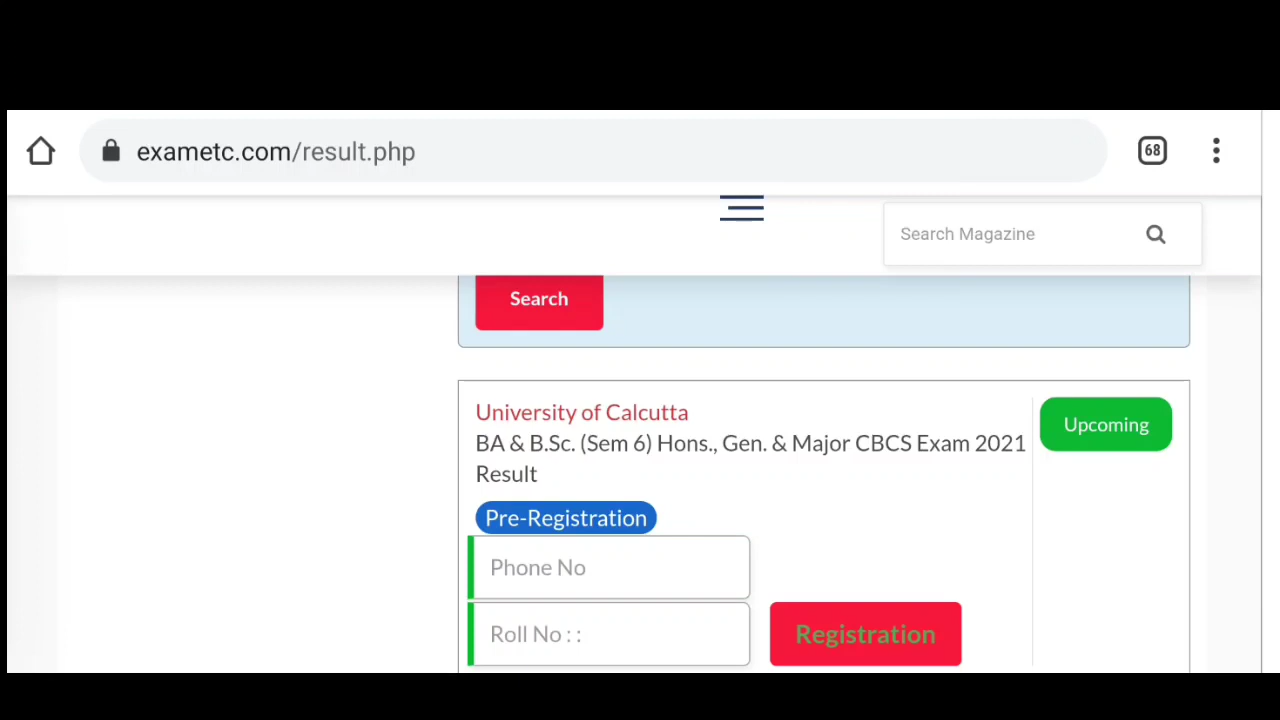 exametc.com/result.php
68
Search Magazine
Search
University of Calcutta
Upcoming
BA & B.Sc. (Sem 6) Hons., Gen. & Major CBCS Exam 2021
Result
Pre-Registration
Phone No
Roll No : :
Registration